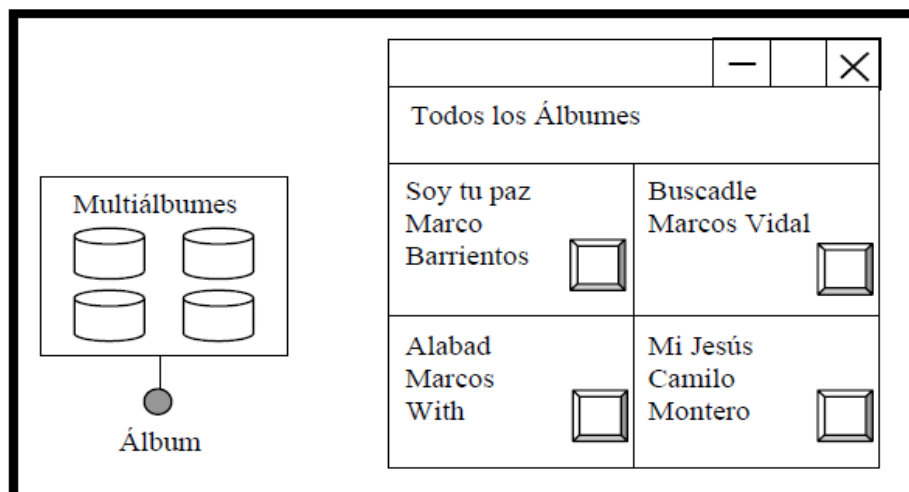 Multiálbumes
Álbum
Todos los Álbumes
Soy tu paz
Marco
Barrientos
Buscadle
Marcos Vidal
Alabad
Marcos
With
Mi Jesús
Camilo
Montero